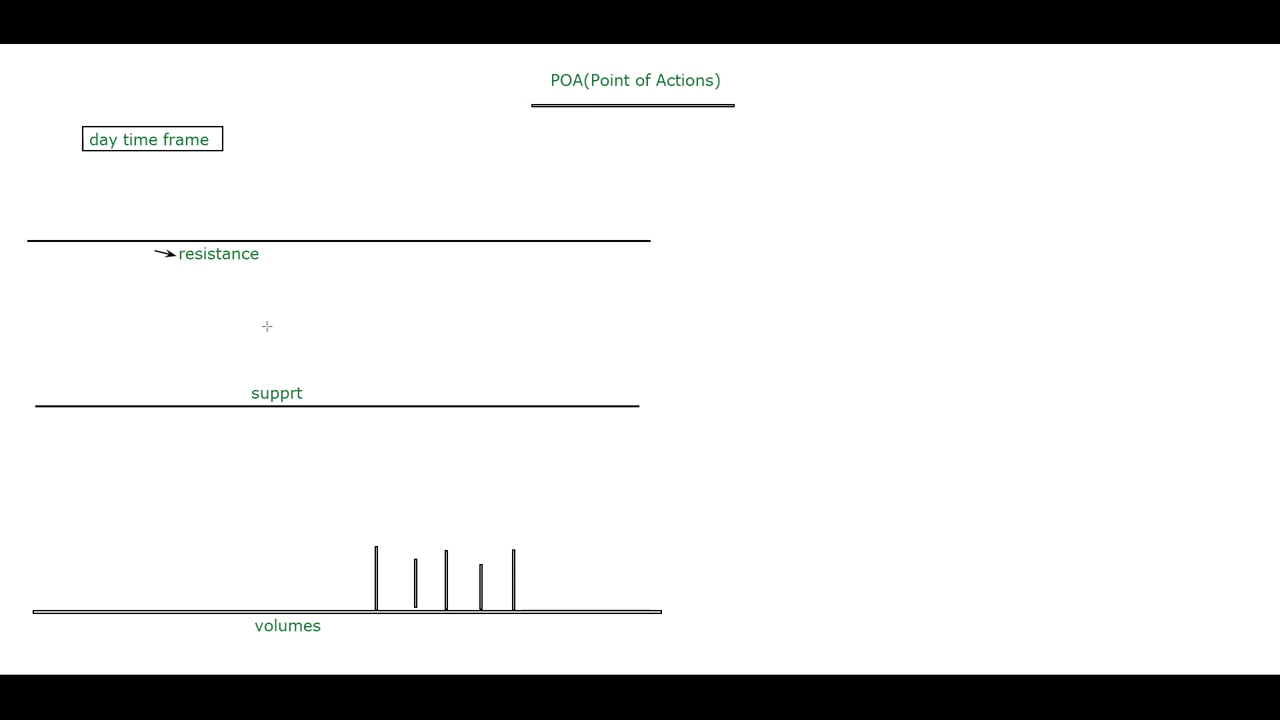 POA(Point of Actions)
day time frame
resistance
supprt
volumes